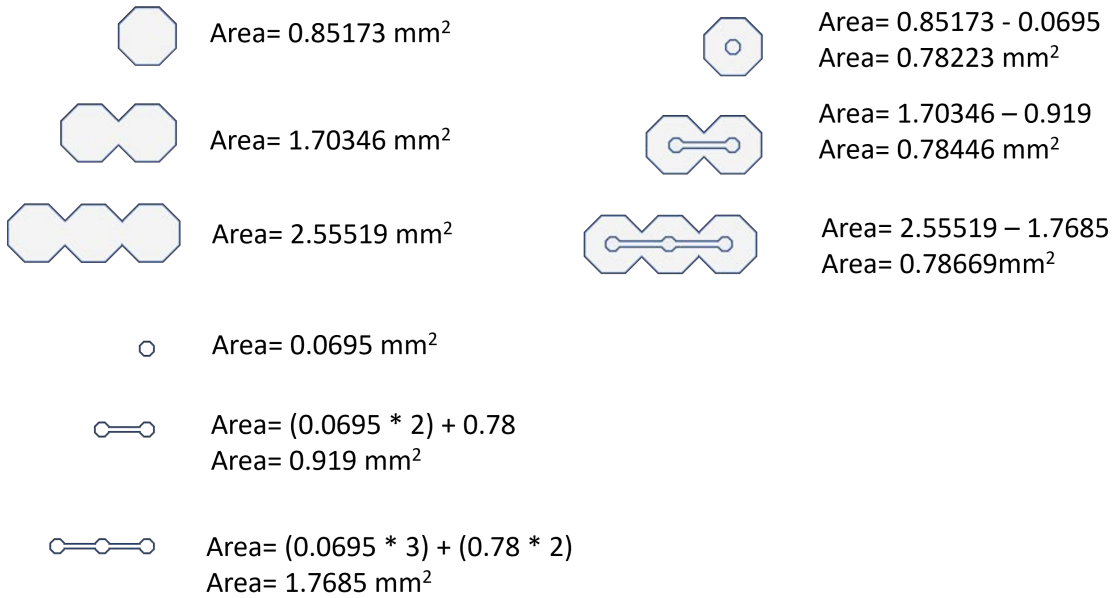 Area= 0.85173 mm²
Area= 1.70346 mm²
Area= 2.55519 mm²
Area= 0.0695 mm²
Area= (0.0695 * 2) + 0.78
Area= 0.919 mm²
Area= (0.0695 * 3) + (0.78 * 2)
Area= 1.7685 mm²
Area= 0.85173 - 0.0695
Area= 0.78223 mm²
Area= 1.70346 – 0.919
Area= 0.78446 mm²
Area= 2.55519 – 1.7685
Area= 0.78669mm²